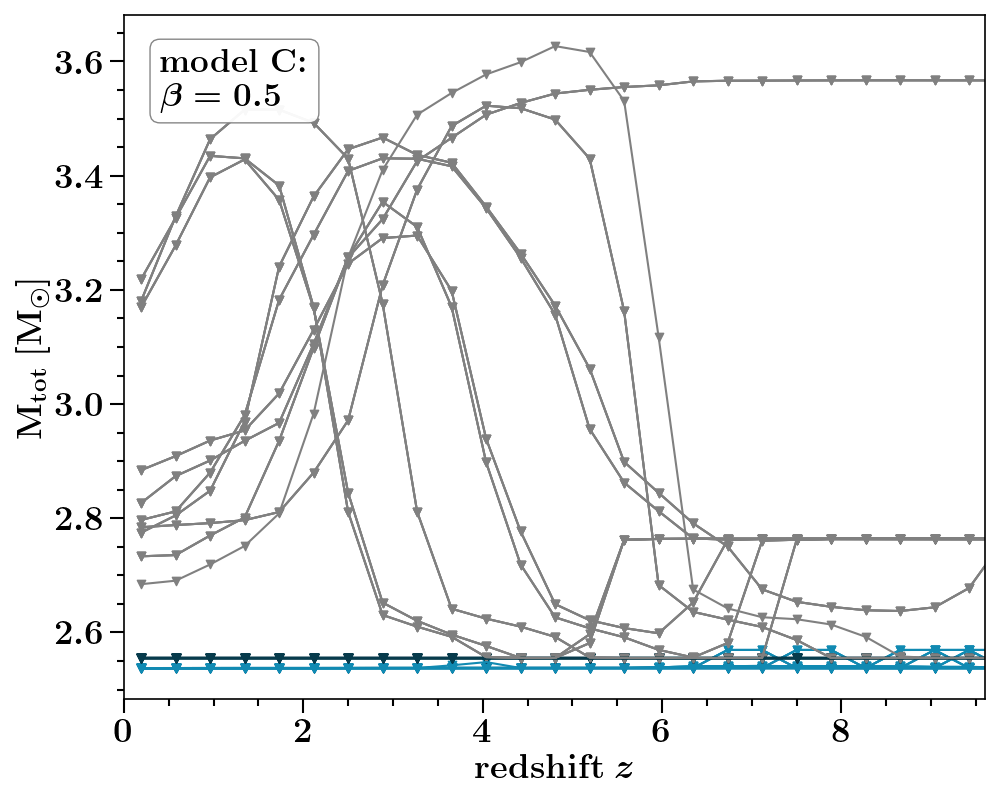 model C:
β = 0.5
3.6
3.4
3.2
3.0
2.8
2.6
M_tot [M_⊙]
0 2 4 6 8
redshift z